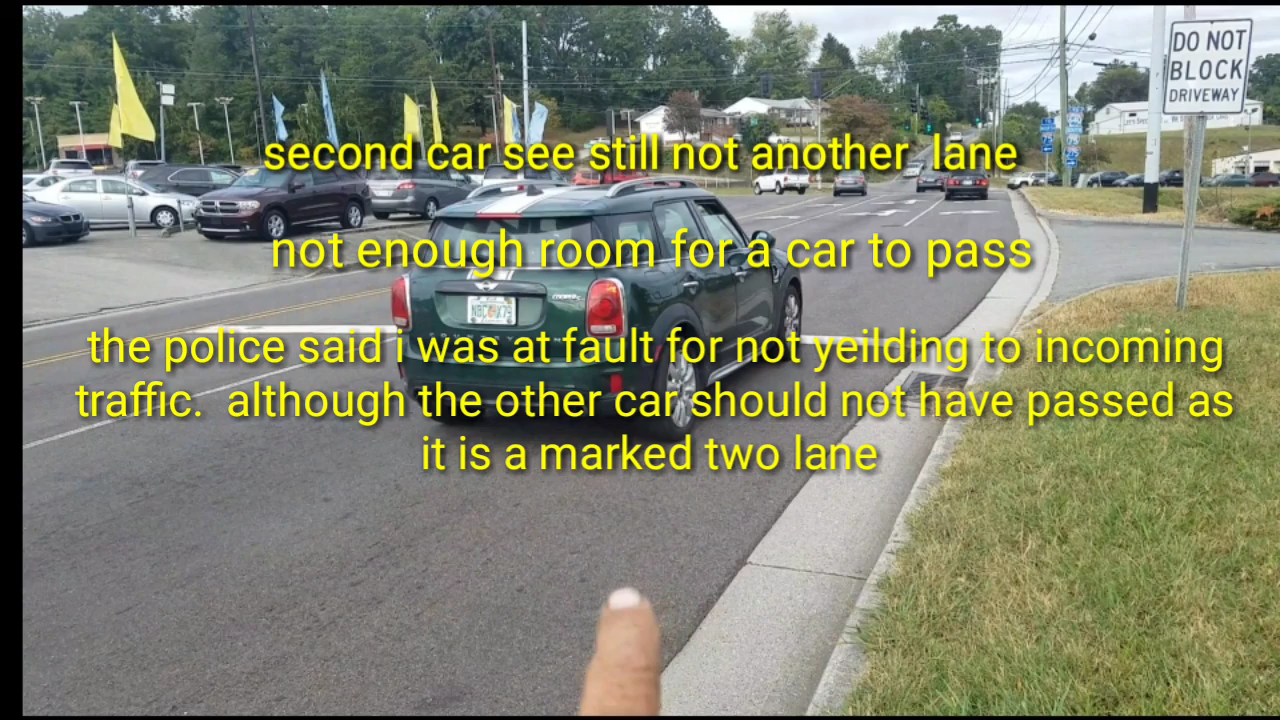 DO NOT
BLOCK
DRIVEWAY
second car see still not another lane
not enough room for a car to pass
the police said i was at fault for not yeilding to incoming
traffic. although the other car should not have passed as
it is a marked two lane